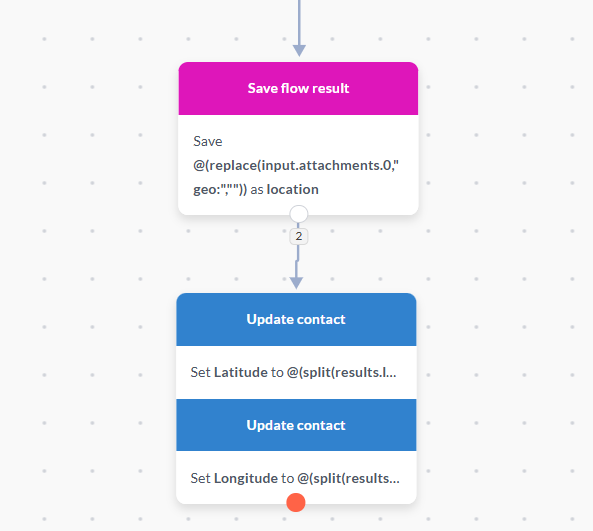 Save flow result
Save
@(replace(input.attachments.0,"
geo:","")) as location
2
Update contact
Set Latitude to @(split(results.l...
Update contact
Set Longitude to @(split(results...